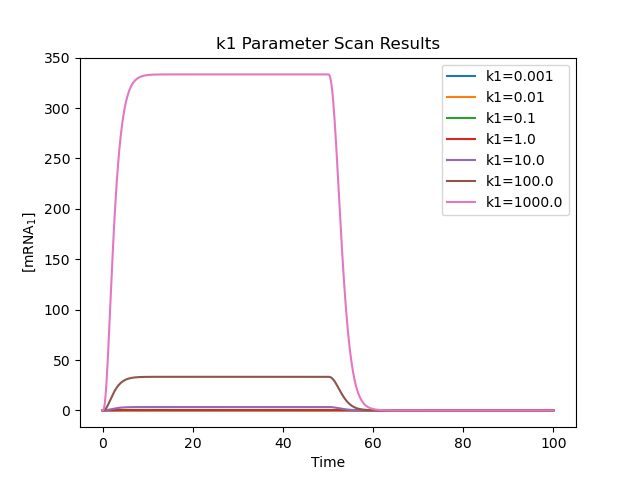 k1 Parameter Scan Results
350
300
250
200
150
100
50
0
[mRNA₁]
0
20
40
60
80
100
Time
k1=0.001
k1=0.01
k1=0.1
k1=1.0
k1=10.0
k1=100.0
k1=1000.0